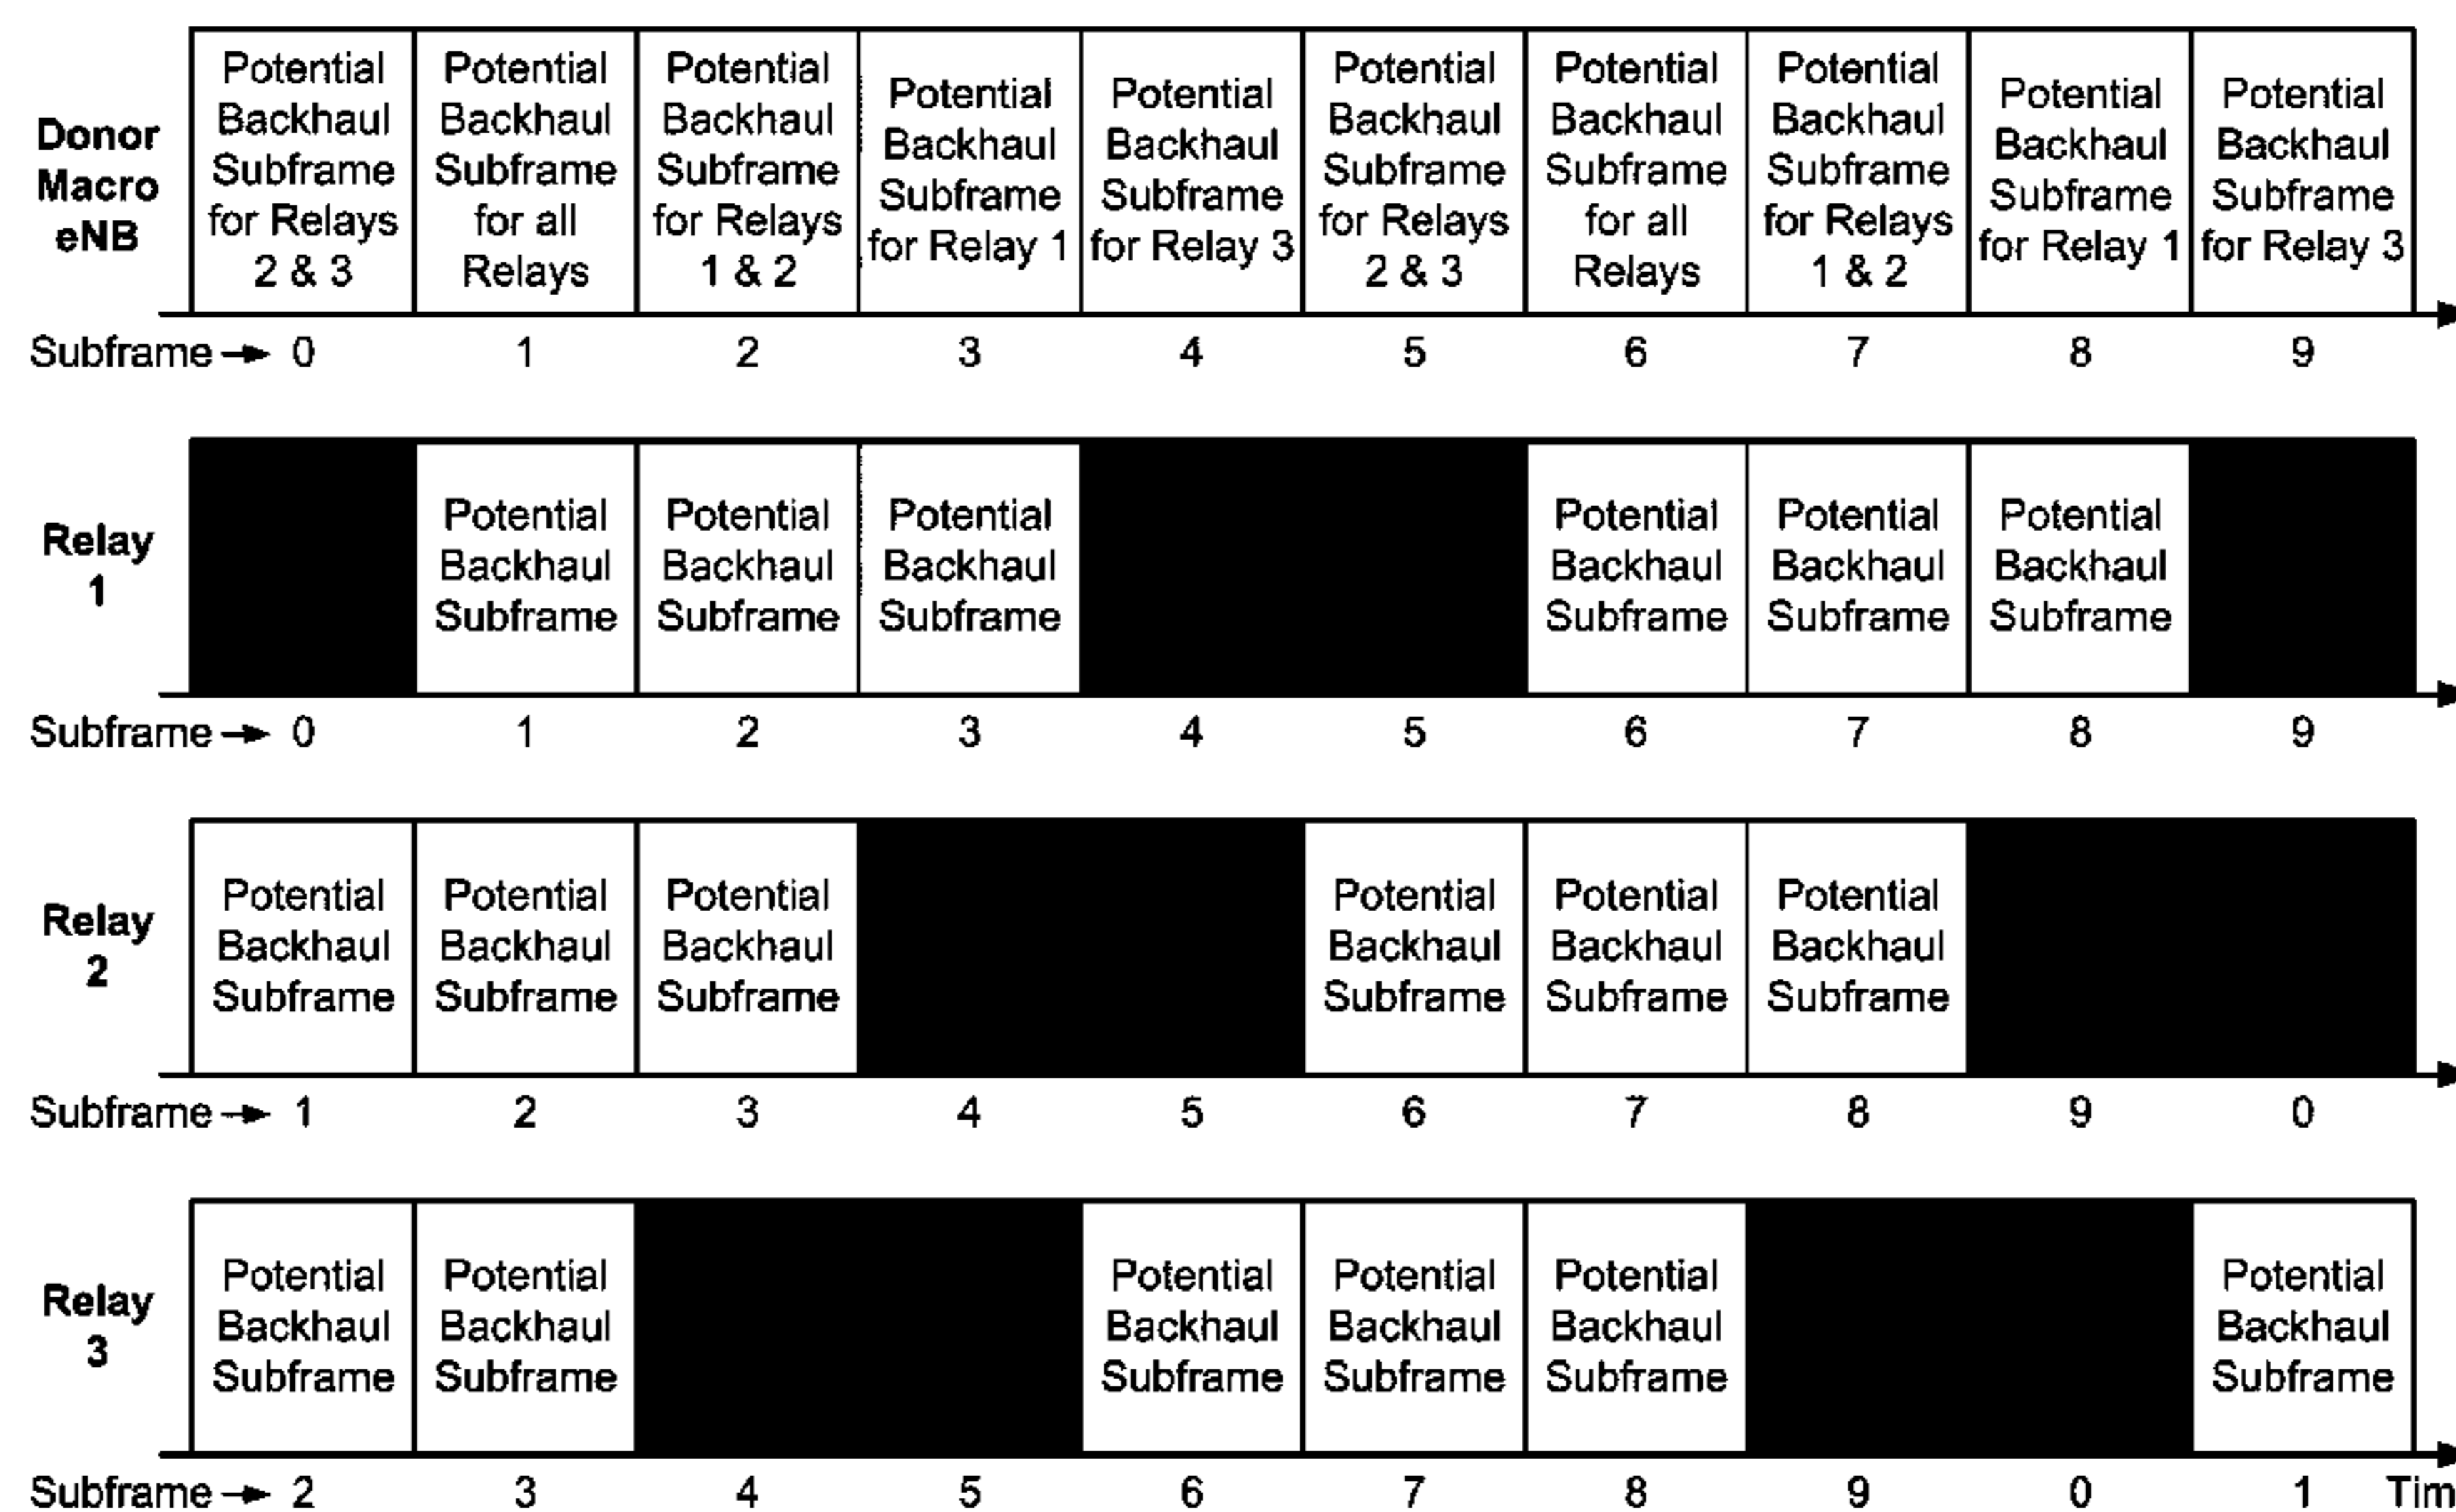 Donor
Macro
eNB
Potential
Backhaul
Subframe
for Relays
2 & 3
Potential
Backhaul
Subframe
for all
Relays
Potential
Backhaul
Subframe
for Relays
1 & 2
Potential
Backhaul
Subframe
for Relay 1
Potential
Backhaul
Subframe
for Relay 3
Potential
Backhaul
Subframe
for Relays
2 & 3
Potential
Backhaul
Subframe
for all
Relays
Potential
Backhaul
Subframe
for Relays
1 & 2
Potential
Backhaul
Subframe
for Relay 1
Potential
Backhaul
Subframe
for Relay 3
Subframe → 0 1 2 3 4 5 6 7 8 9
Relay
1
Potential
Backhaul
Subframe
Potential
Backhaul
Subframe
Potential
Backhaul
Subframe
Potential
Backhaul
Subframe
Potential
Backhaul
Subframe
Potential
Backhaul
Subframe
Subframe → 0 1 2 3 4 5 6 7 8 9
Relay
2
Potential
Backhaul
Subframe
Potential
Backhaul
Subframe
Potential
Backhaul
Subframe
Potential
Backhaul
Subframe
Potential
Backhaul
Subframe
Potential
Backhaul
Subframe
Subframe → 1 2 3 4 5 6 7 8 9 0
Relay
3
Potential
Backhaul
Subframe
Potential
Backhaul
Subframe
Potential
Backhaul
Subframe
Potential
Backhaul
Subframe
Potential
Backhaul
Subframe
Potential
Backhaul
Subframe
Subframe → 2 3 4 5 6 7 8 9 0 1 Tim